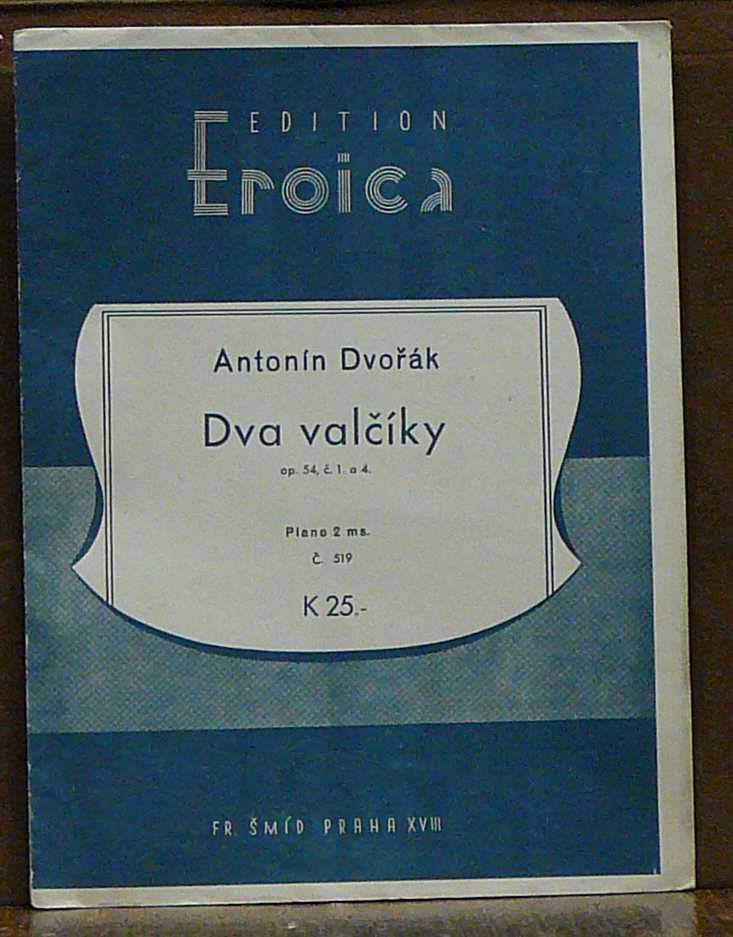 EDITION
Eroica
Antonín Dvořák
Dva valčíky
op. 54, č. 1. a 4.
Piano 2 ms.
Č. 519
K 25.-
FR. ŠMÍD PRAHA XVIII